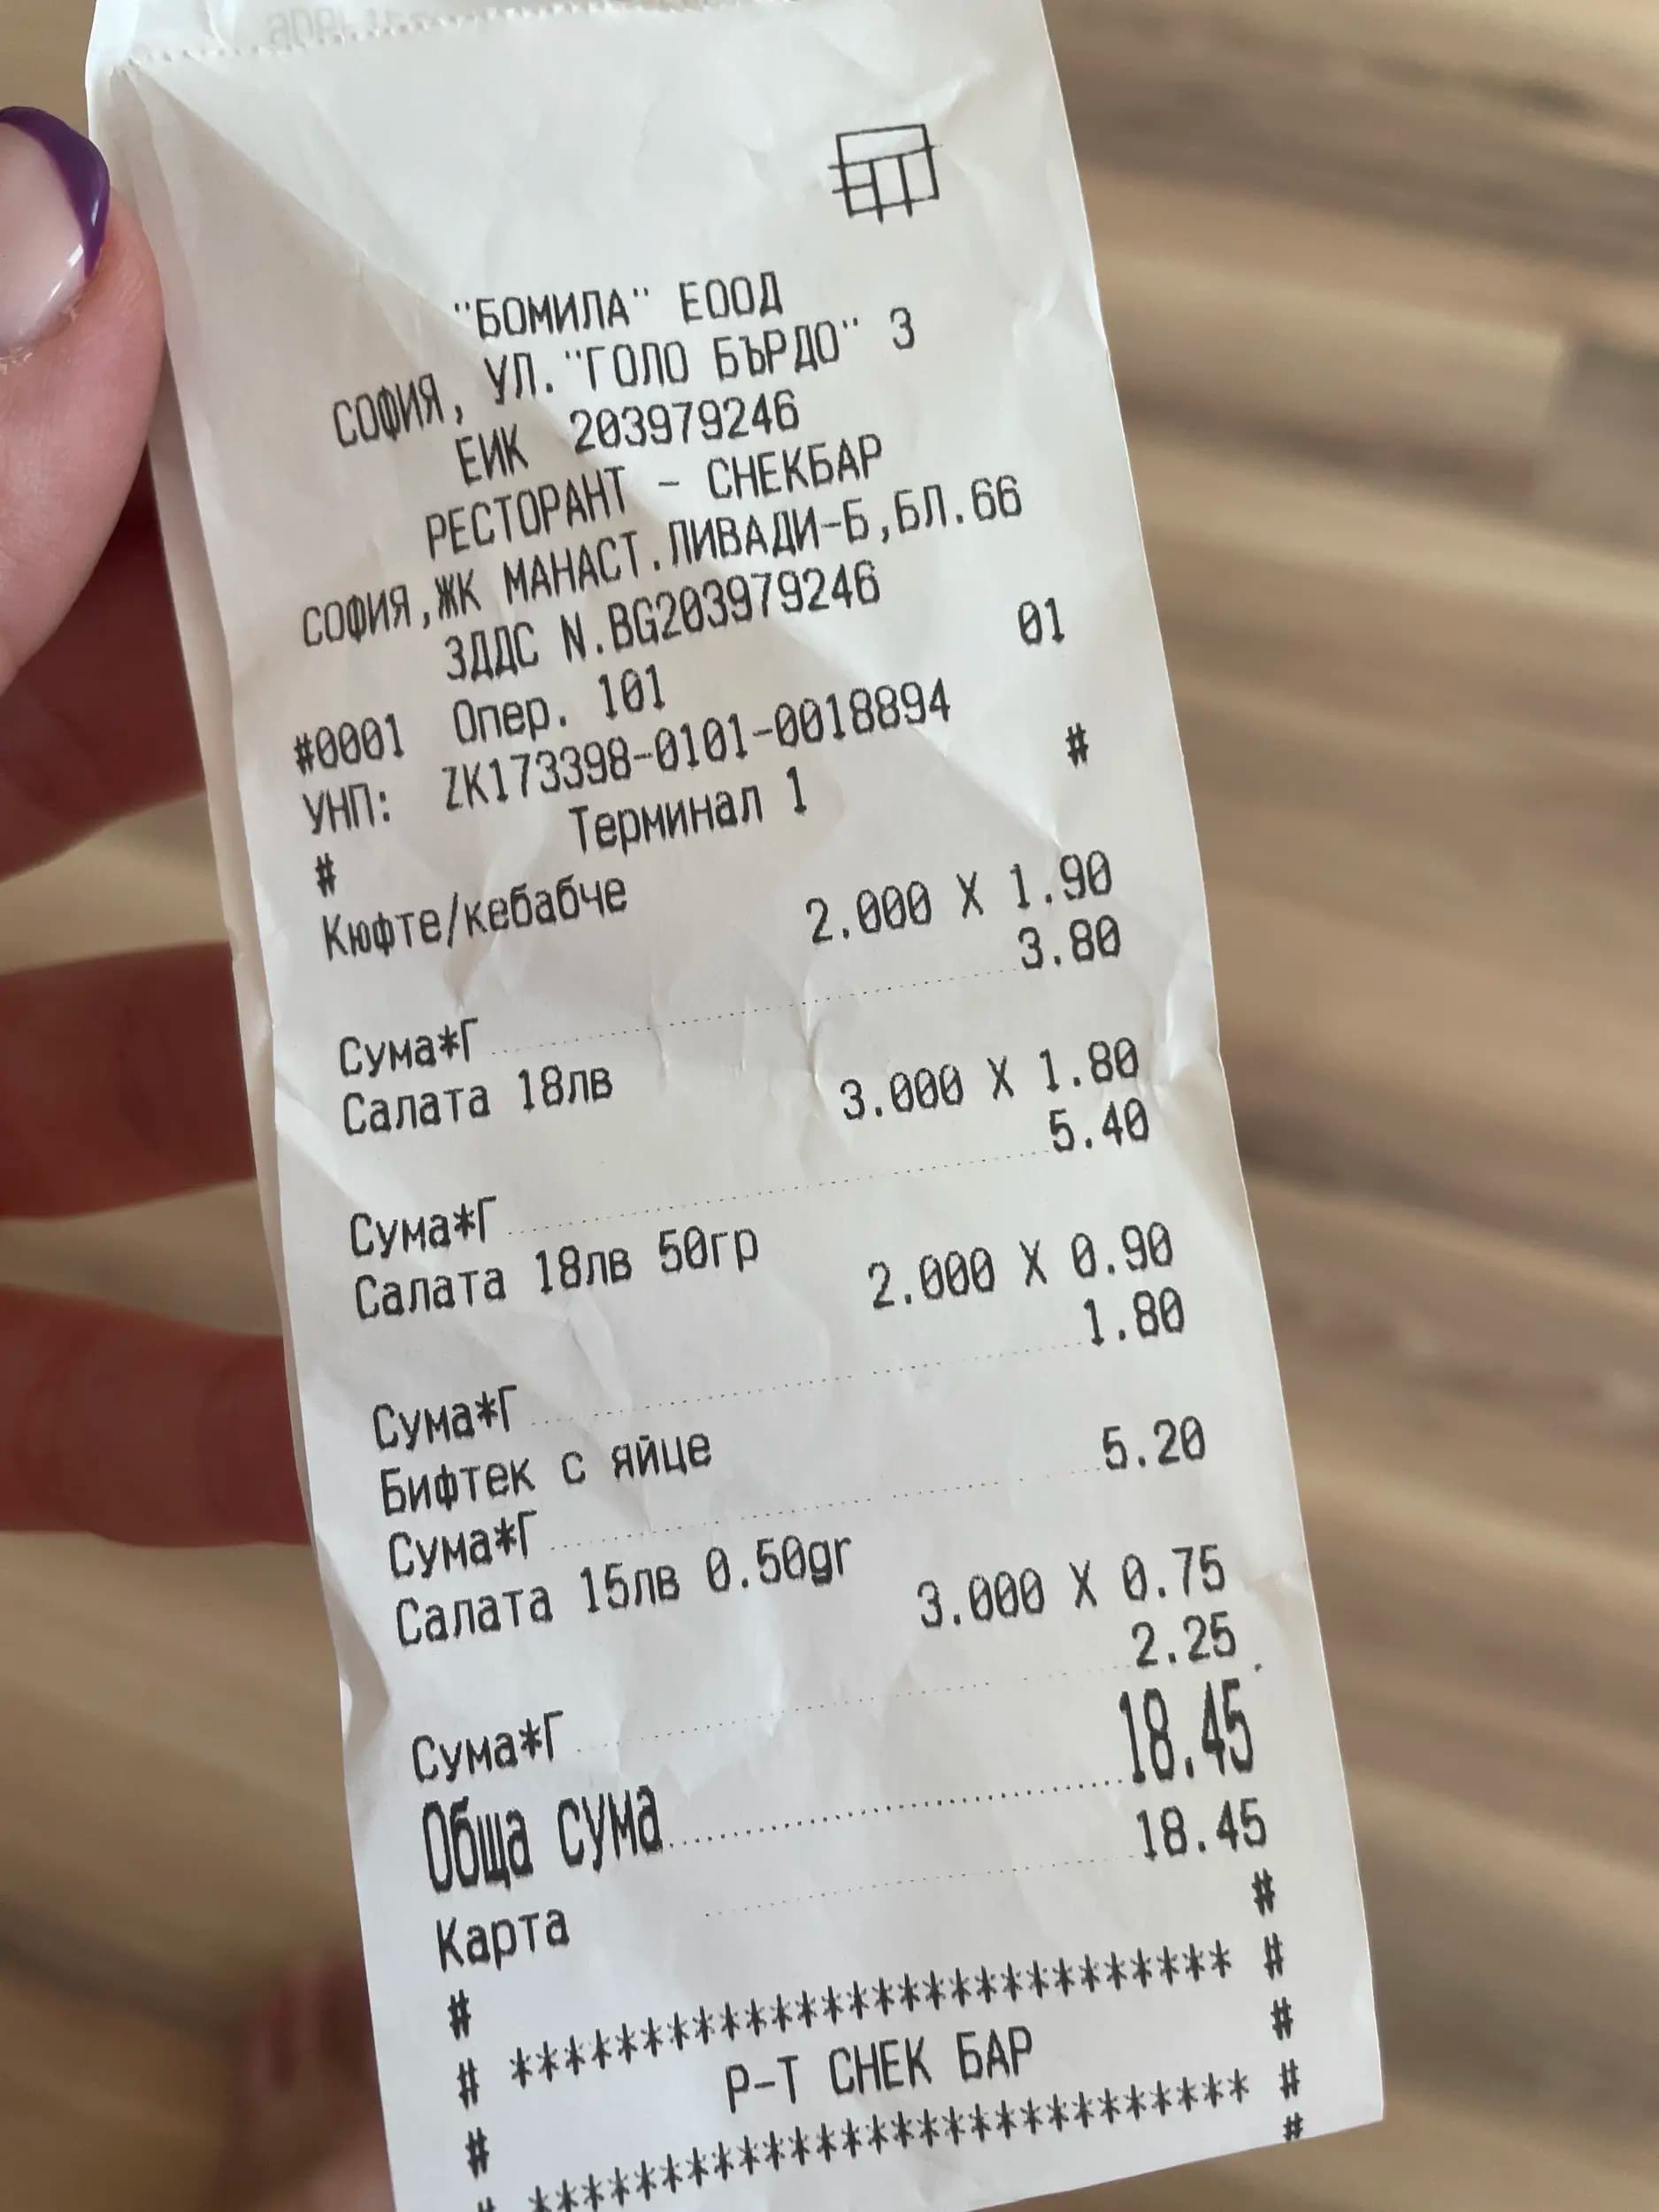 "БОМИЛА" ЕООД
СОФИЯ, УЛ. "ГОЛО БЪРДО" 3
ЕИК 203979246
РЕСТОРАНТ - СНЕКБАР
СОФИЯ,ЖК МАНАСТ.ЛИВАДИ-Б,БЛ.66
ЗДДС N.BG203979246
#0001 Опер. 101 01
УНП: ZK173398-0101-0018894
# Терминал 1 #
Кюфте/кебабче
2.000 X 1.90
Сума*Г 3.80
Салата 18лв
3.000 X 1.80
Сума*Г 5.40
Салата 18лв 50гр
2.000 X 0.90
Сума*Г 1.80
Бифтек с яйце
Сума*Г 5.20
Салата 15лв 0.50gr
3.000 X 0.75
Сума*Г 2.25
Обща сума 18.45
Карта 18.45
# #
# **************************** #
# Р-Т СНЕК БАР #
# **************************** #